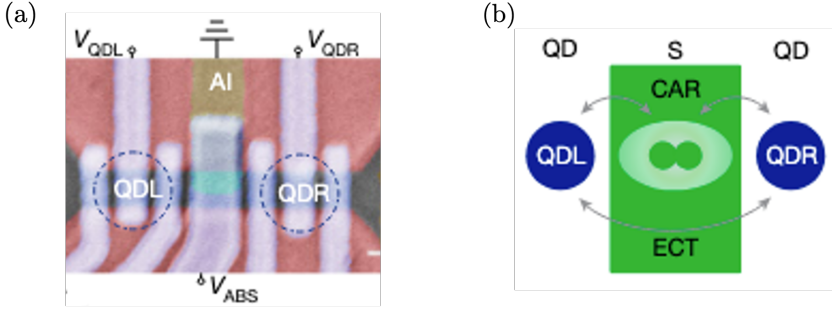 (a)
V_QDL
V_QDR
Al
QDL
QDR
V_ABS
(b)
QD S QD
CAR
QDL
QDR
ECT